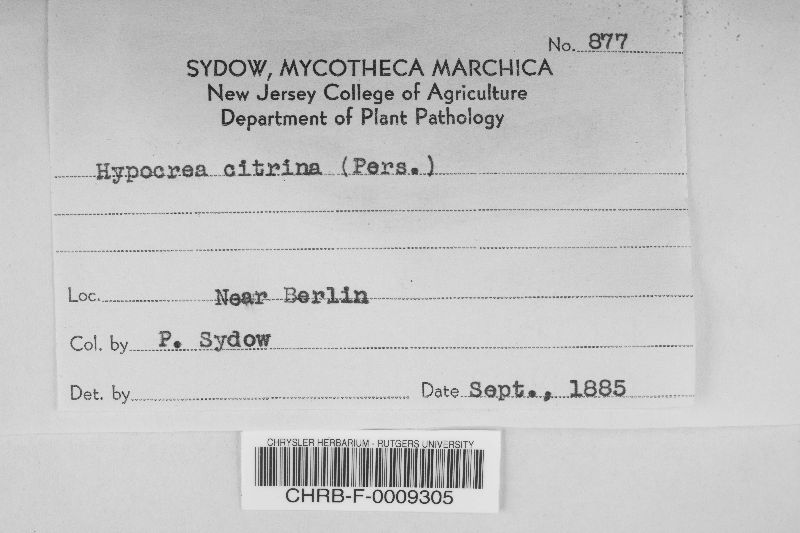 No. 877
SYDOW, MYCOTHECA MARCHICA
New Jersey College of Agriculture
Department of Plant Pathology
Hypocrea citrina (Pers.)
Loc. Near Berlin
Col. by P. Sydow
Det. by
Date Sept., 1885
CHRYSLER HERBARIUM - RUTGERS UNIVERSITY
CHRB-F-0009305